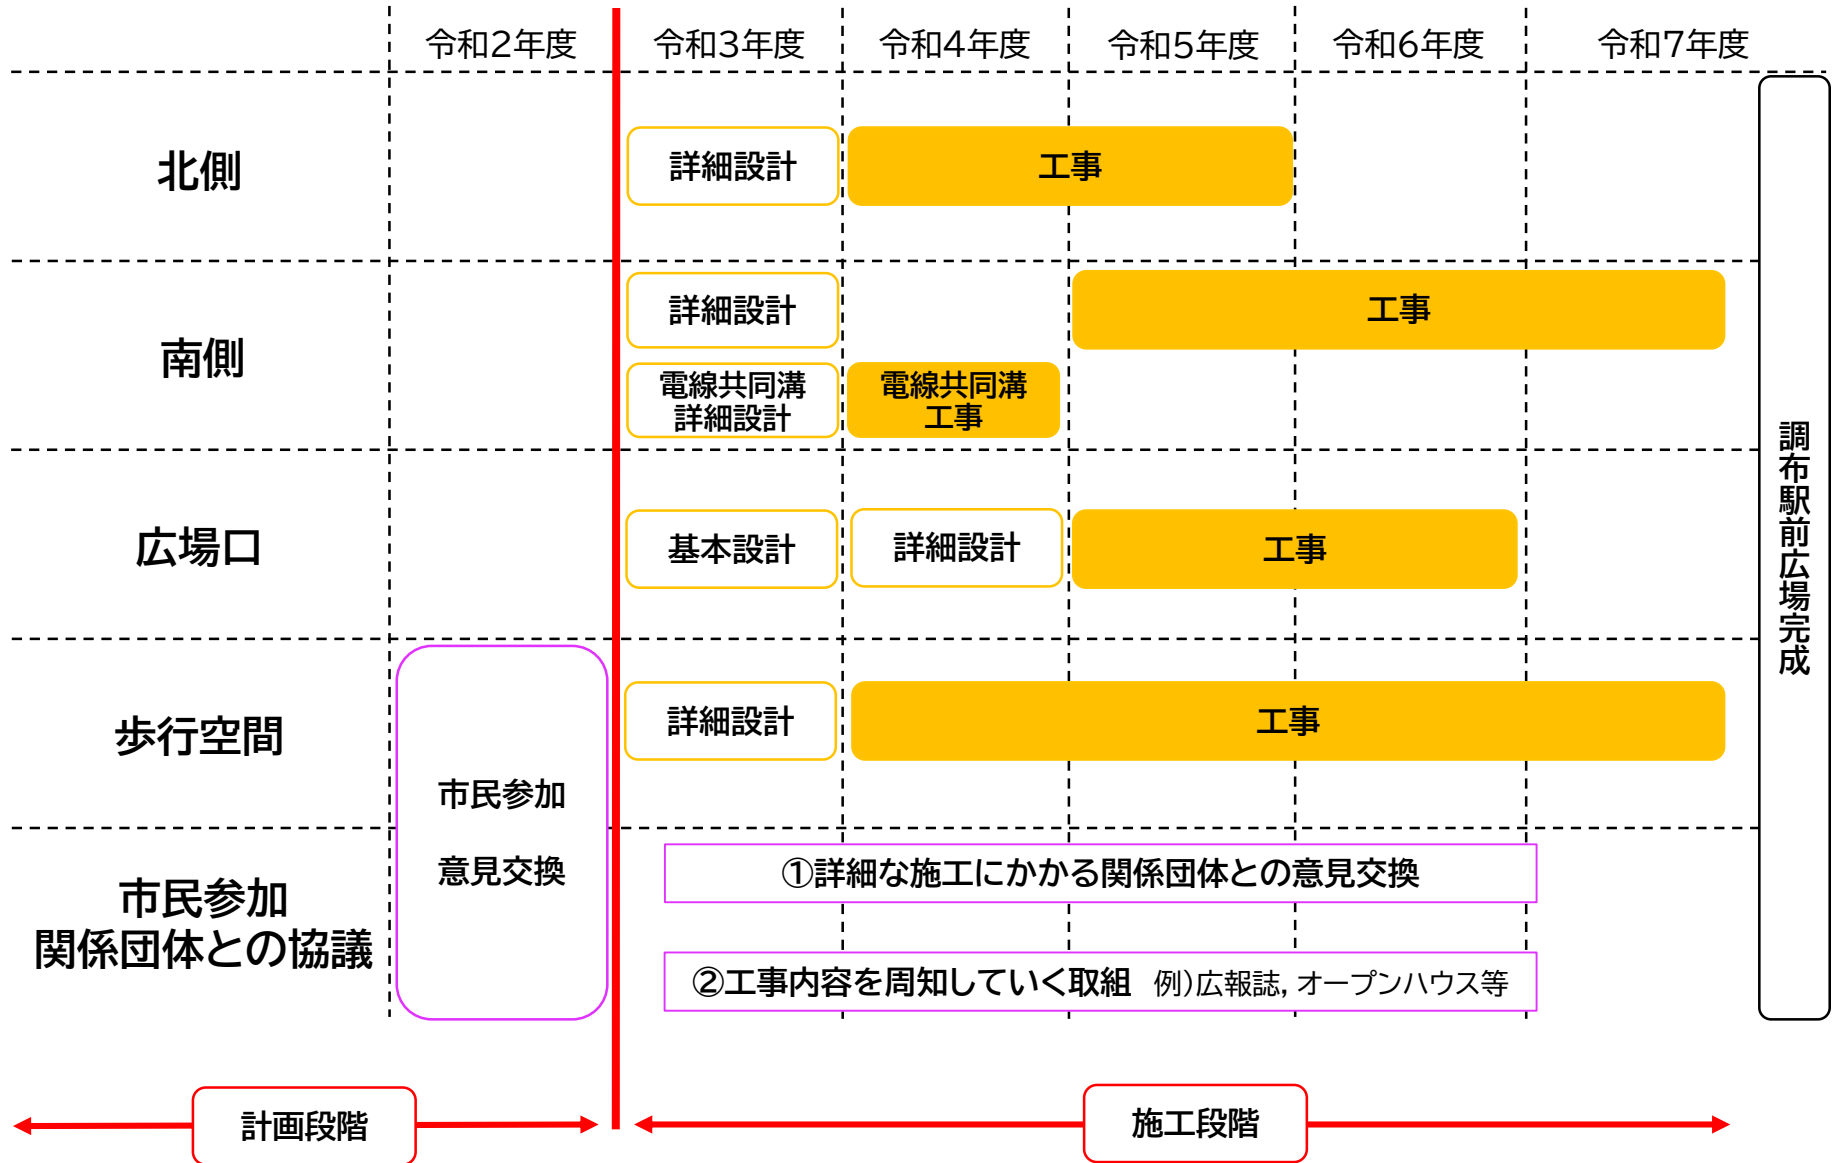 令和2年度
令和3年度
令和4年度
令和5年度
令和6年度
令和7年度
北側
詳細設計
工事
南側
詳細設計
工事
電線共同溝
詳細設計
電線共同溝
工事
広場口
基本設計
詳細設計
工事
歩行空間
詳細設計
工事
市民参加
意見交換
市民参加
関係団体との協議
①詳細な施工にかかる関係団体との意見交換
②工事内容を周知していく取組 例)広報誌, オープンハウス等
調布駅前広場完成
計画段階
施工段階